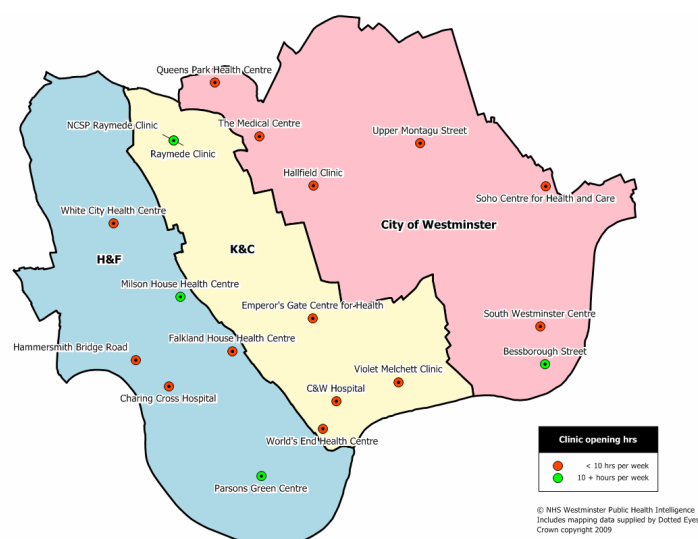 Queens Park Health Centre
NCSP Raymede Clinic
The Medical Centre
Upper Montagu Street
Raymede Clinic
Hallfield Clinic
Soho Centre for Health and Care
White City Health Centre
City of Westminster
K&C
H&F
Milson House Health Centre
Emperor's Gate Centre for Health
South Westminster Centre
Falkland House Health Centre
Hammersmith Bridge Road
Bessborough Street
Violet Melchett Clinic
C&W Hospital
Charing Cross Hospital
World's End Health Centre
Parsons Green Centre
Clinic opening hrs
< 10 hrs per week
10 + hours per week
© NHS Westminster Public Health Intelligence
Includes mapping data supplied by Dotted Eyes
Crown copyright 2009